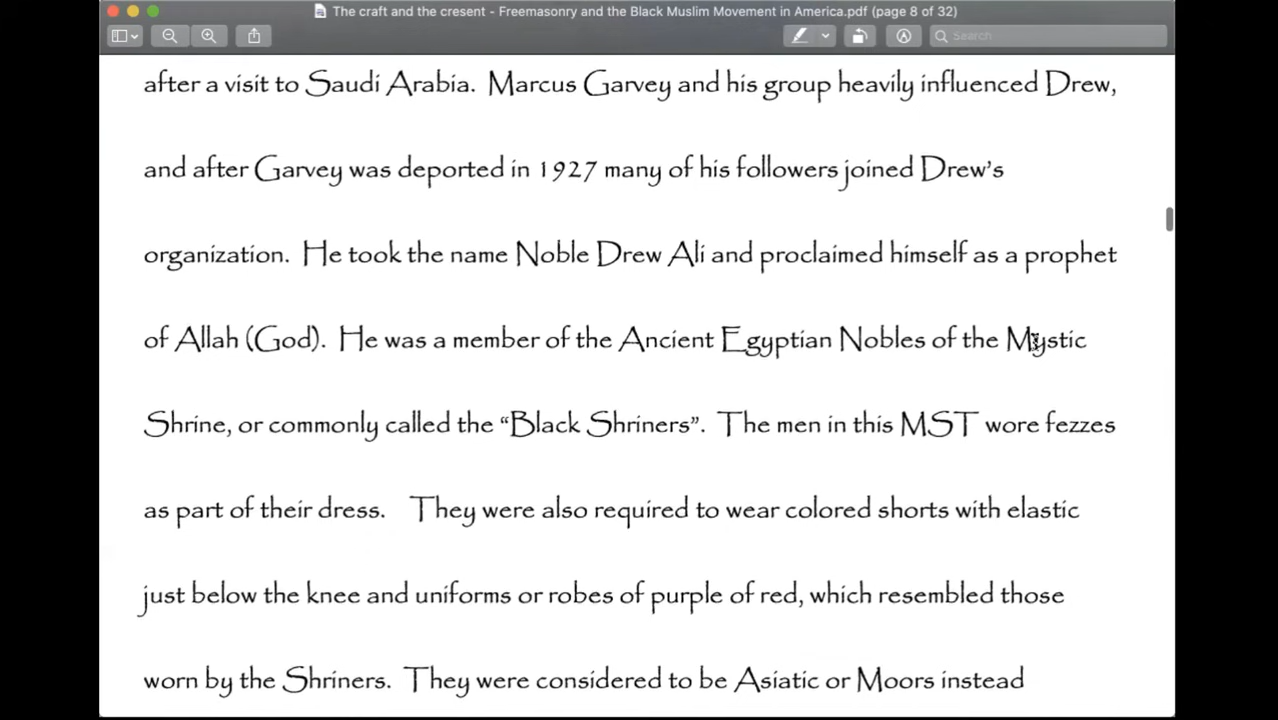 The craft and the cresent - Freemasonry and the Black Muslim Movement in America.pdf (page 8 of 32)
Search
after a visit to Saudi Arabia. Marcus Garvey and his group heavily influenced Drew,
and after Garvey was deported in 1927 many of his followers joined Drew's
organization. He took the name Noble Drew Ali and proclaimed himself as a prophet
of Allah (God). He was a member of the Ancient Egyptian Nobles of the Mystic
Shrine, or commonly called the “Black Shriners”. The men in this MST wore fezzes
as part of their dress. They were also required to wear colored shorts with elastic
just below the knee and uniforms or robes of purple of red, which resembled those
worn by the Shriners. They were considered to be Asiatic or Moors instead